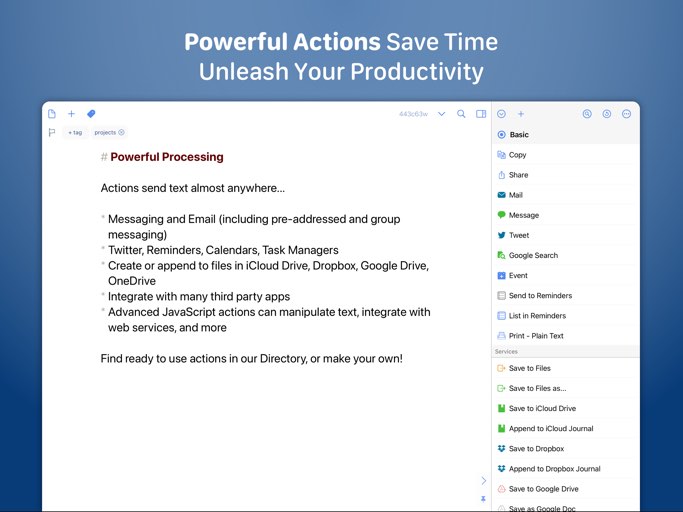 Powerful Actions Save Time
Unleash Your Productivity
443c63w
+ tag
projects
# Powerful Processing
Actions send text almost anywhere...
* Messaging and Email (including pre-addressed and group
messaging)
* Twitter, Reminders, Calendars, Task Managers
* Create or append to files in iCloud Drive, Dropbox, Google Drive,
OneDrive
* Integrate with many third party apps
* Advanced JavaScript actions can manipulate text, integrate with
web services, and more
Find ready to use actions in our Directory, or make your own!
Basic
Copy
Share
Mail
Message
Tweet
Google Search
Event
Send to Reminders
List in Reminders
Print - Plain Text
Services
Save to Files
Save to Files as...
Save to iCloud Drive
Append to iCloud Journal
Save to Dropbox
Append to Dropbox Journal
Save to Google Drive
Save as Google Doc